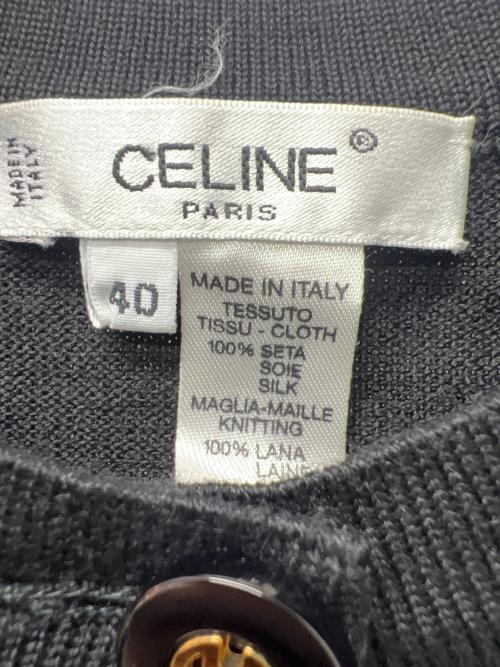 MADE IN
ITALY
CELINE ©
PARIS
40
MADE IN ITALY
TESSUTO
TISSU - CLOTH
100% SETA
SOIE
SILK
MAGLIA-MAILLE
KNITTING
100% LANA
LAINE